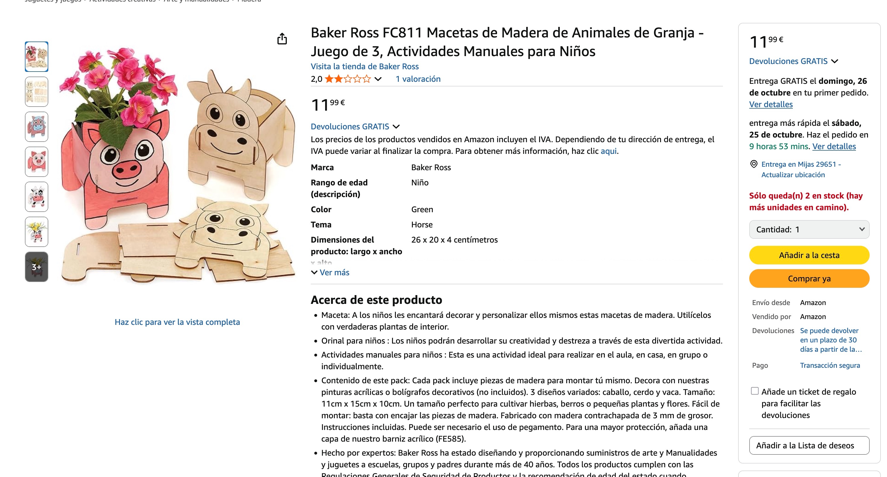 Juguetes y juegos › Actividades creativas › Arte y manualidades › Madera
3+
Haz clic para ver la vista completa
Baker Ross FC811 Macetas de Madera de Animales de Granja -
Juego de 3, Actividades Manuales para Niños
Visita la tienda de Baker Ross
2,0 1 valoración
11 99 €
Devoluciones GRATIS
Los precios de los productos vendidos en Amazon incluyen el IVA. Dependiendo de tu dirección de entrega, el
IVA puede variar al finalizar la compra. Para obtener más información, haz clic aqui.
Marca Baker Ross
Rango de edad Niño
(descripción)
Color Green
Tema Horse
Dimensiones del 26 x 20 x 4 centímetros
producto: largo x ancho
x alto
Ver más
Acerca de este producto
• Maceta: A los niños les encantará decorar y personalizar ellos mismos estas macetas de madera. Utilícelos
con verdaderas plantas de interior.
• Orinal para niños : Los niños podrán desarrollar su creatividad y destreza a través de esta divertida actividad.
• Actividades manuales para niños : Esta es una actividad ideal para realizar en el aula, en casa, en grupo o
individualmente.
• Contenido de este pack: Cada pack incluye piezas de madera para montar tú mismo. Decora con nuestras
pinturas acrílicas o bolígrafos decorativos (no incluidos). 3 diseños variados: caballo, cerdo y vaca. Tamaño:
11cm x 15cm x 10cm. Un tamaño perfecto para cultivar hierbas, berros o pequeñas plantas y flores. Fácil de
montar: basta con encajar las piezas de madera. Fabricado con madera contrachapada de 3 mm de grosor.
Instrucciones incluidas. Puede ser necesario el uso de pegamento. Para una mayor protección, añada una
capa de nuestro barniz acrílico (FE585).
• Hecho por expertos: Baker Ross ha estado diseñando y proporcionando suministros de arte y Manualidades
y juguetes a escuelas, grupos y padres durante más de 40 años. Todos los productos cumplen con las
Regulaciones Generales de Seguridad de Productos y la recomendación de edad del estado cuando
11 99 €
Devoluciones GRATIS
Entrega GRATIS el domingo, 26
de octubre en tu primer pedido.
Ver detalles
entrega más rápida el sábado,
25 de octubre. Haz el pedido en
9 horas 53 mins. Ver detalles
Entrega en Mijas 29651 -
Actualizar ubicación
Sólo queda(n) 2 en stock (hay
más unidades en camino).
Cantidad: 1
Añadir a la cesta
Comprar ya
Envío desde Amazon
Vendido por Amazon
Devoluciones Se puede devolver
en un plazo de 30
días a partir de la...
Pago Transacción segura
Añade un ticket de regalo
para facilitar las
devoluciones
Añadir a la Lista de deseos